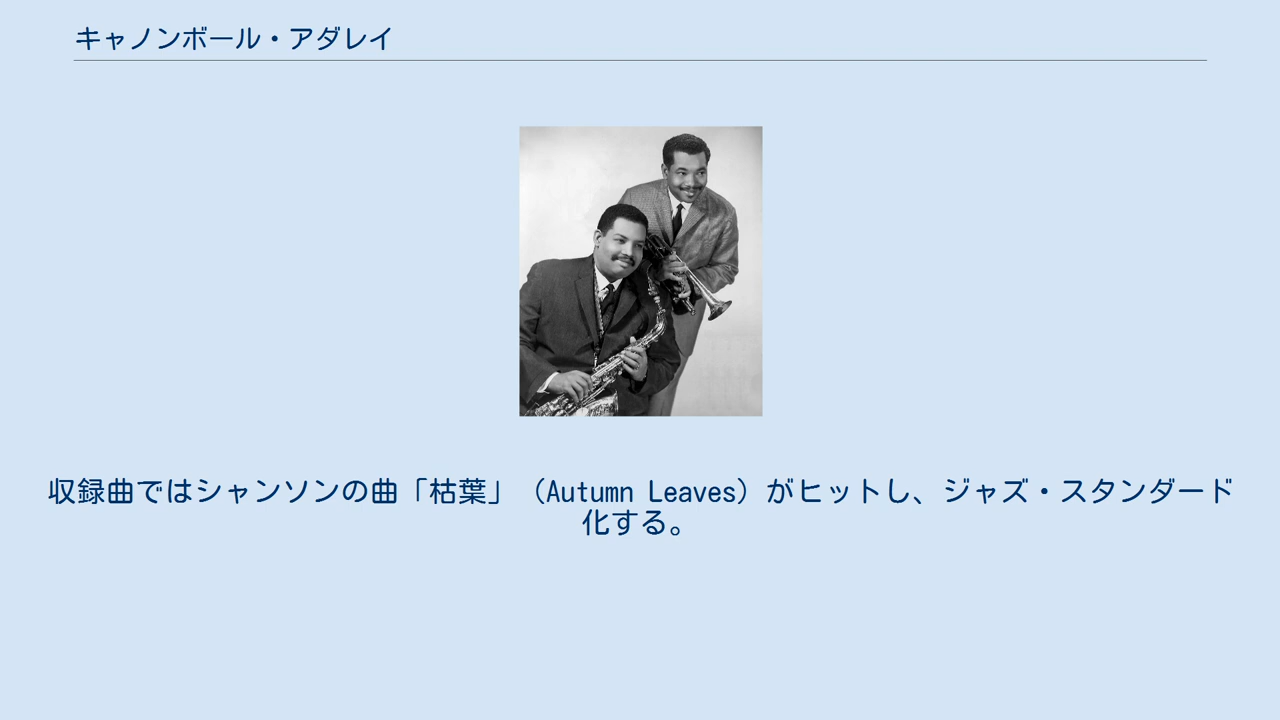 キャノンボール・アダレイ
収録曲ではシャンソンの曲「枯葉」（Autumn Leaves）がヒットし、ジャズ・スタンダード
化する。